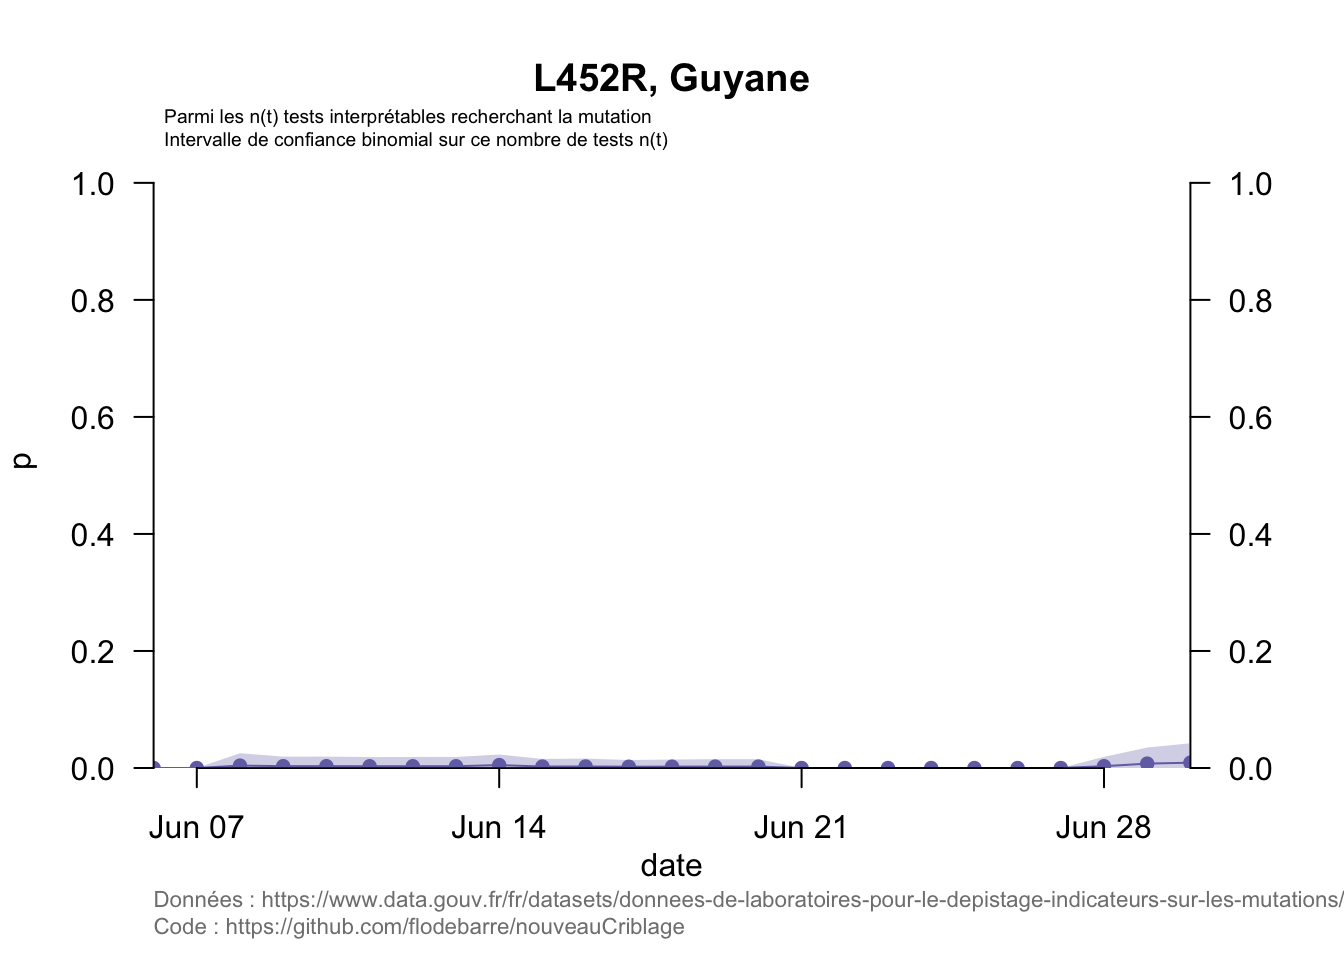 L452R, Guyane
Parmi les n(t) tests interprétables recherchant la mutation
Intervalle de confiance binomial sur ce nombre de tests n(t)
1.0 1.0
0.8 0.8
0.6 0.6
p
0.4 0.4
0.2 0.2
0.0 0.0
Jun 07 Jun 14 Jun 21 Jun 28
date
Données : https://www.data.gouv.fr/fr/datasets/donnees-de-laboratoires-pour-le-depistage-indicateurs-sur-les-mutations/
Code : https://github.com/flodebarre/nouveauCriblage